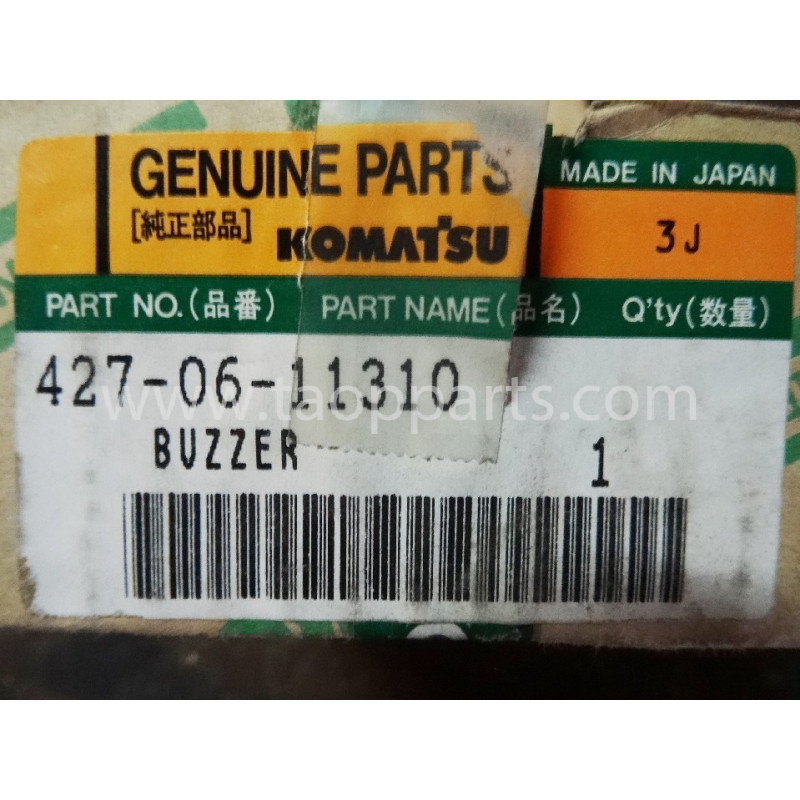 GENUINE PARTS
MADE IN JAPAN
[純正部品] KOMATSU
3J
PART NO.(品番) PART NAME(品名) Q'ty(数量)
427-06-11310
www.taopparts.com
BUZZER 1